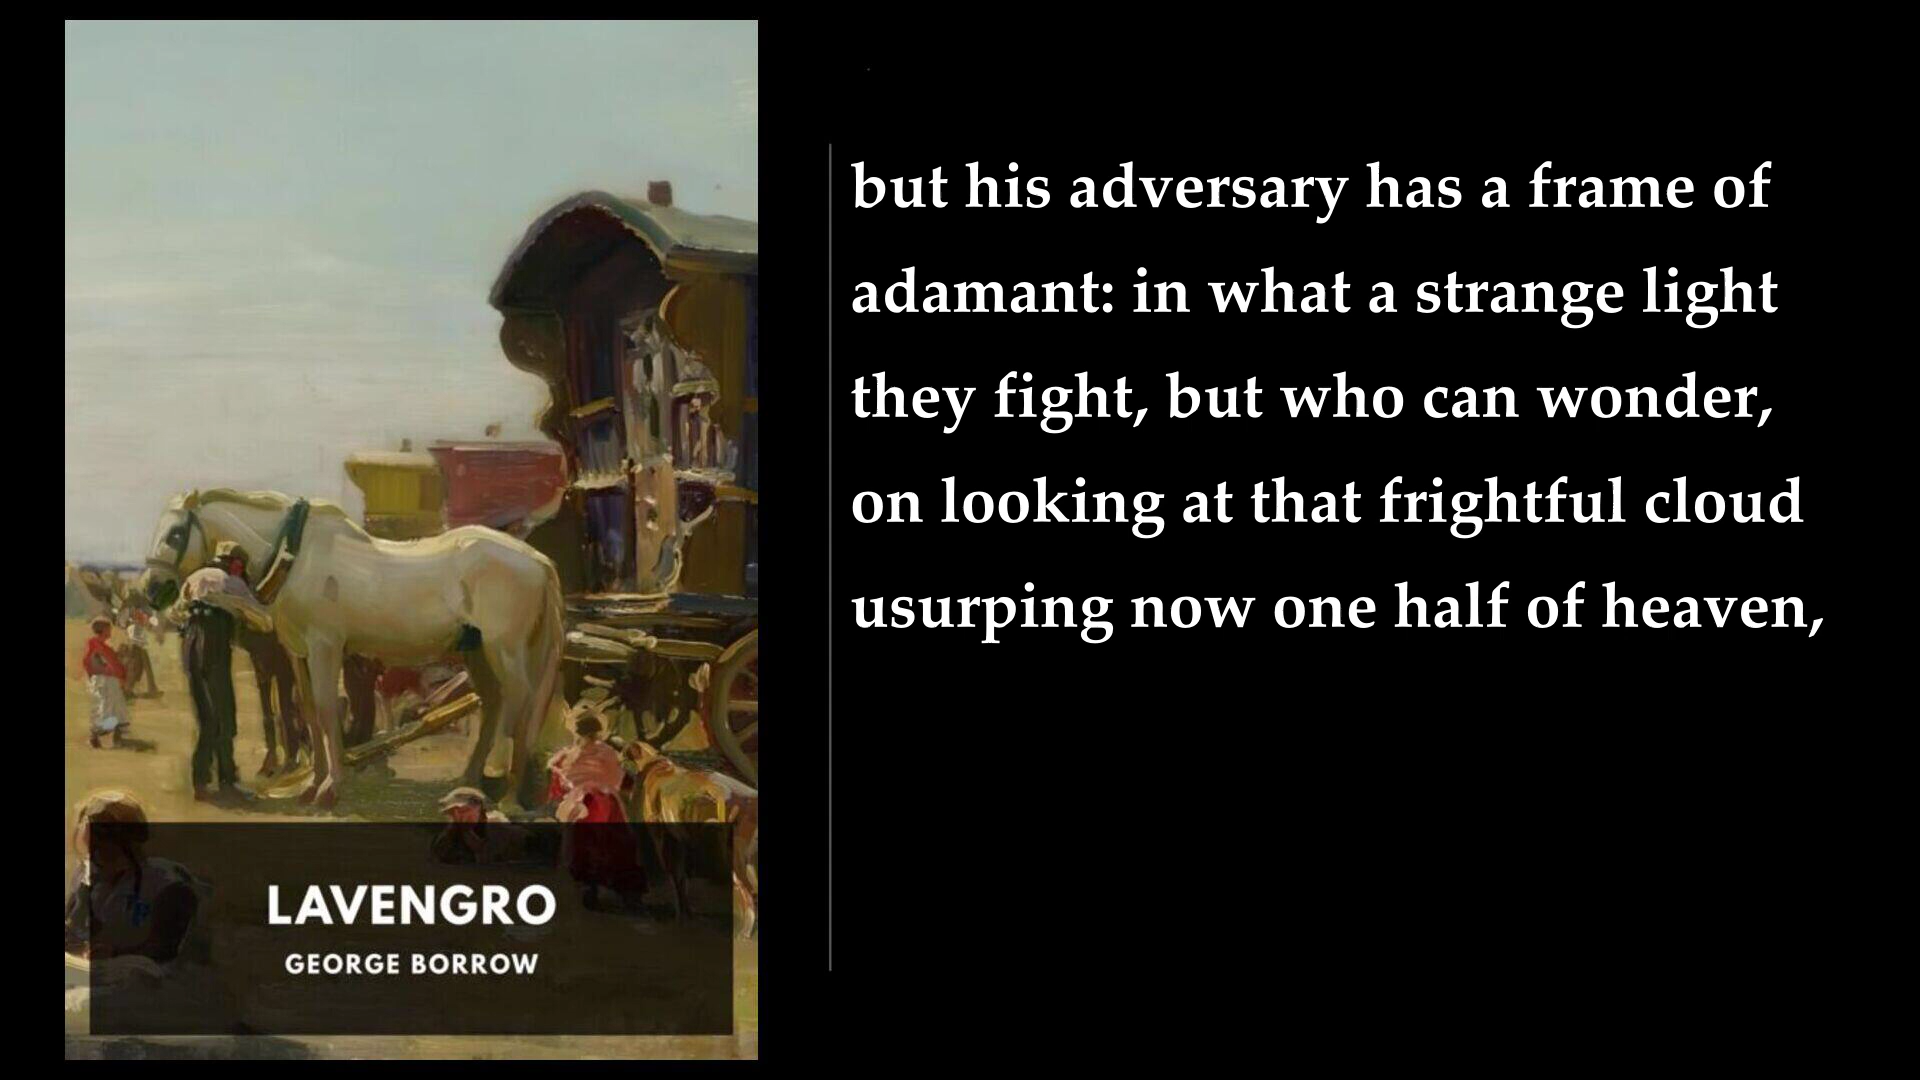 but his adversary has a frame of
adamant: in what a strange light
they fight, but who can wonder,
on looking at that frightful cloud
usurping now one half of heaven,
LAVENGRO
GEORGE BORROW